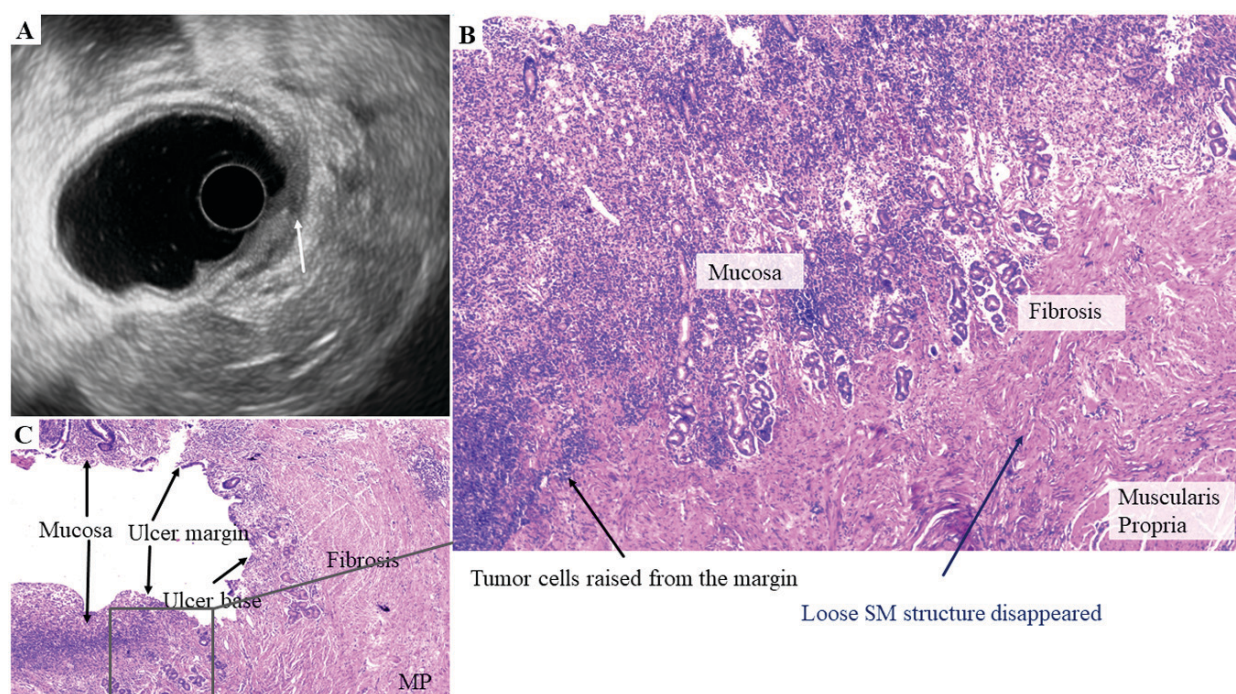 A
B
Mucosa
Fibrosis
Muscularis
Propria
Tumor cells raised from the margin
Loose SM structure disappeared
C
Mucosa
Ulcer margin
Ulcer base
Fibrosis
MP